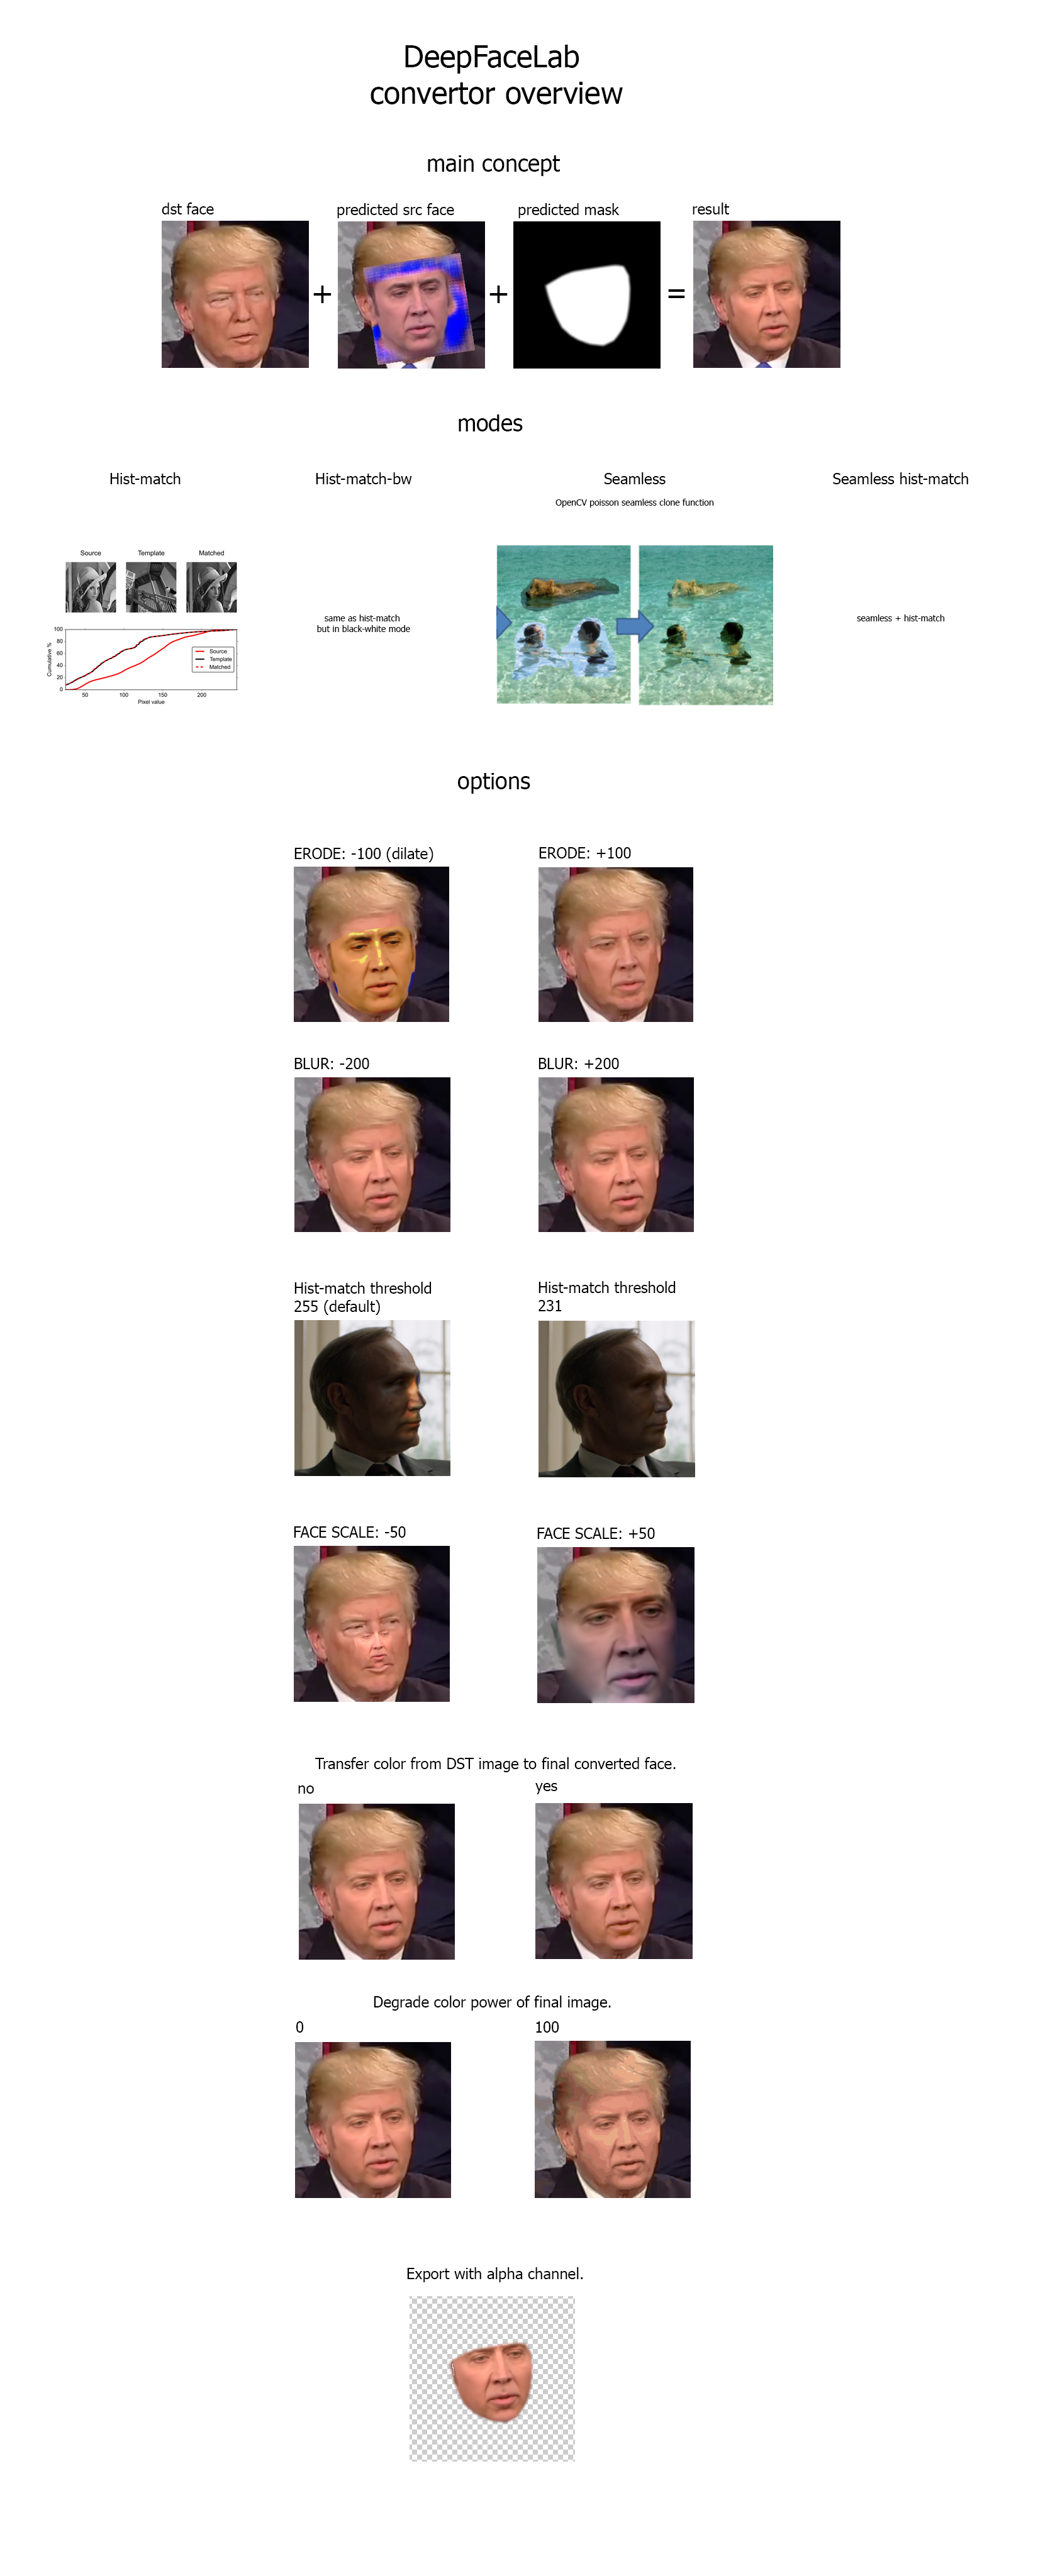 DeepFaceLab
convertor overview
main concept
dst face
predicted src face
predicted mask
result
+
+
=
modes
Hist-match
Hist-match-bw
Seamless
Seamless hist-match
OpenCV poisson seamless clone function
Source
Template
Matched
same as hist-match
but in black-white mode
seamless + hist-match
100
80
60
40
20
0
Cumulative %
Source
Template
Matched
50
100
150
200
Pixel value
options
ERODE: -100 (dilate)
ERODE: +100
BLUR: -200
BLUR: +200
Hist-match threshold
255 (default)
Hist-match threshold
231
FACE SCALE: -50
FACE SCALE: +50
Transfer color from DST image to final converted face.
no
yes
Degrade color power of final image.
0
100
Export with alpha channel.